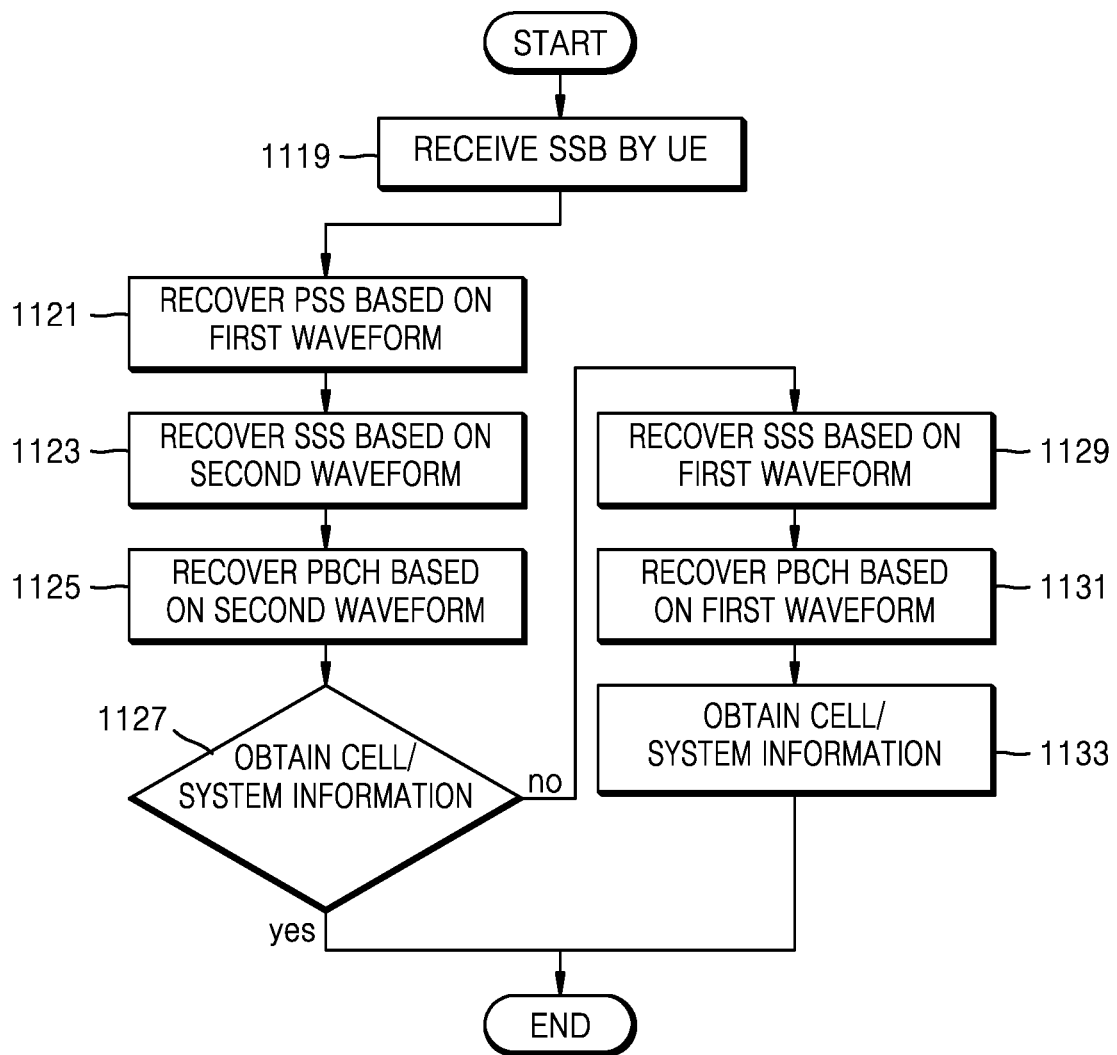 START
1119
RECEIVE SSB BY UE
1121
RECOVER PSS BASED ON
FIRST WAVEFORM
1123
RECOVER SSS BASED ON
SECOND WAVEFORM
1125
RECOVER PBCH BASED
ON SECOND WAVEFORM
1127
OBTAIN CELL/
SYSTEM INFORMATION
no
yes
RECOVER SSS BASED ON
FIRST WAVEFORM
1129
RECOVER PBCH BASED
ON FIRST WAVEFORM
1131
OBTAIN CELL/
SYSTEM INFORMATION
1133
END